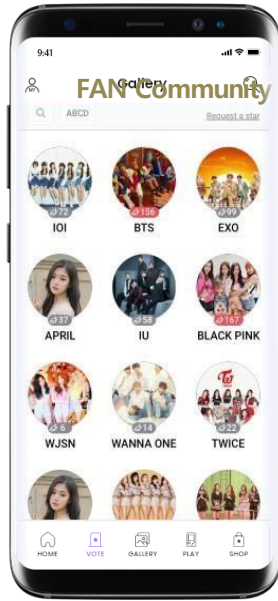 9:41
Gallery
FAN Community
ABCD
Request a star
72
156
99
IOI
BTS
EXO
37
58
167
APRIL
IU
BLACK PINK
6
14
22
WJSN
WANNA ONE
TWICE
HOME
VOTE
GALLERY
PLAY
SHOP